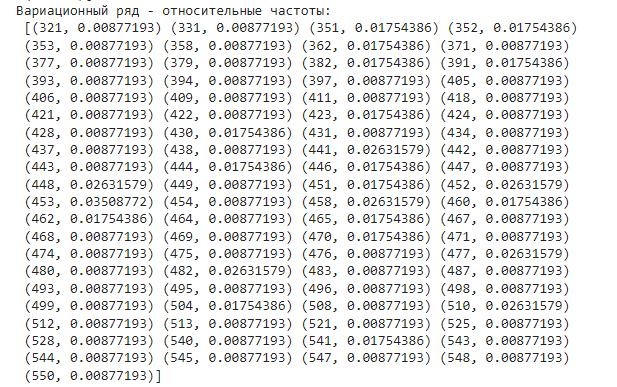 Вариационный ряд - относительные частоты:
[(321, 0.00877193) (331, 0.00877193) (351, 0.01754386) (352, 0.01754386)
(353, 0.00877193) (358, 0.00877193) (362, 0.01754386) (371, 0.00877193)
(377, 0.00877193) (379, 0.00877193) (382, 0.01754386) (391, 0.01754386)
(393, 0.00877193) (394, 0.00877193) (397, 0.00877193) (405, 0.00877193)
(406, 0.00877193) (409, 0.00877193) (411, 0.00877193) (418, 0.00877193)
(421, 0.00877193) (422, 0.00877193) (423, 0.01754386) (424, 0.00877193)
(428, 0.00877193) (430, 0.01754386) (431, 0.00877193) (434, 0.00877193)
(437, 0.00877193) (438, 0.00877193) (441, 0.02631579) (442, 0.00877193)
(443, 0.00877193) (444, 0.01754386) (446, 0.01754386) (447, 0.00877193)
(448, 0.02631579) (449, 0.00877193) (451, 0.01754386) (452, 0.02631579)
(453, 0.03508772) (454, 0.00877193) (458, 0.02631579) (460, 0.01754386)
(462, 0.01754386) (464, 0.00877193) (465, 0.01754386) (467, 0.00877193)
(468, 0.00877193) (469, 0.00877193) (470, 0.01754386) (471, 0.00877193)
(474, 0.00877193) (475, 0.00877193) (476, 0.00877193) (477, 0.02631579)
(480, 0.00877193) (482, 0.02631579) (483, 0.00877193) (487, 0.00877193)
(493, 0.00877193) (495, 0.00877193) (496, 0.00877193) (498, 0.00877193)
(499, 0.00877193) (504, 0.01754386) (508, 0.00877193) (510, 0.02631579)
(512, 0.00877193) (513, 0.00877193) (521, 0.00877193) (525, 0.00877193)
(528, 0.00877193) (540, 0.00877193) (541, 0.01754386) (543, 0.00877193)
(544, 0.00877193) (545, 0.00877193) (547, 0.00877193) (548, 0.00877193)
(550, 0.00877193)]